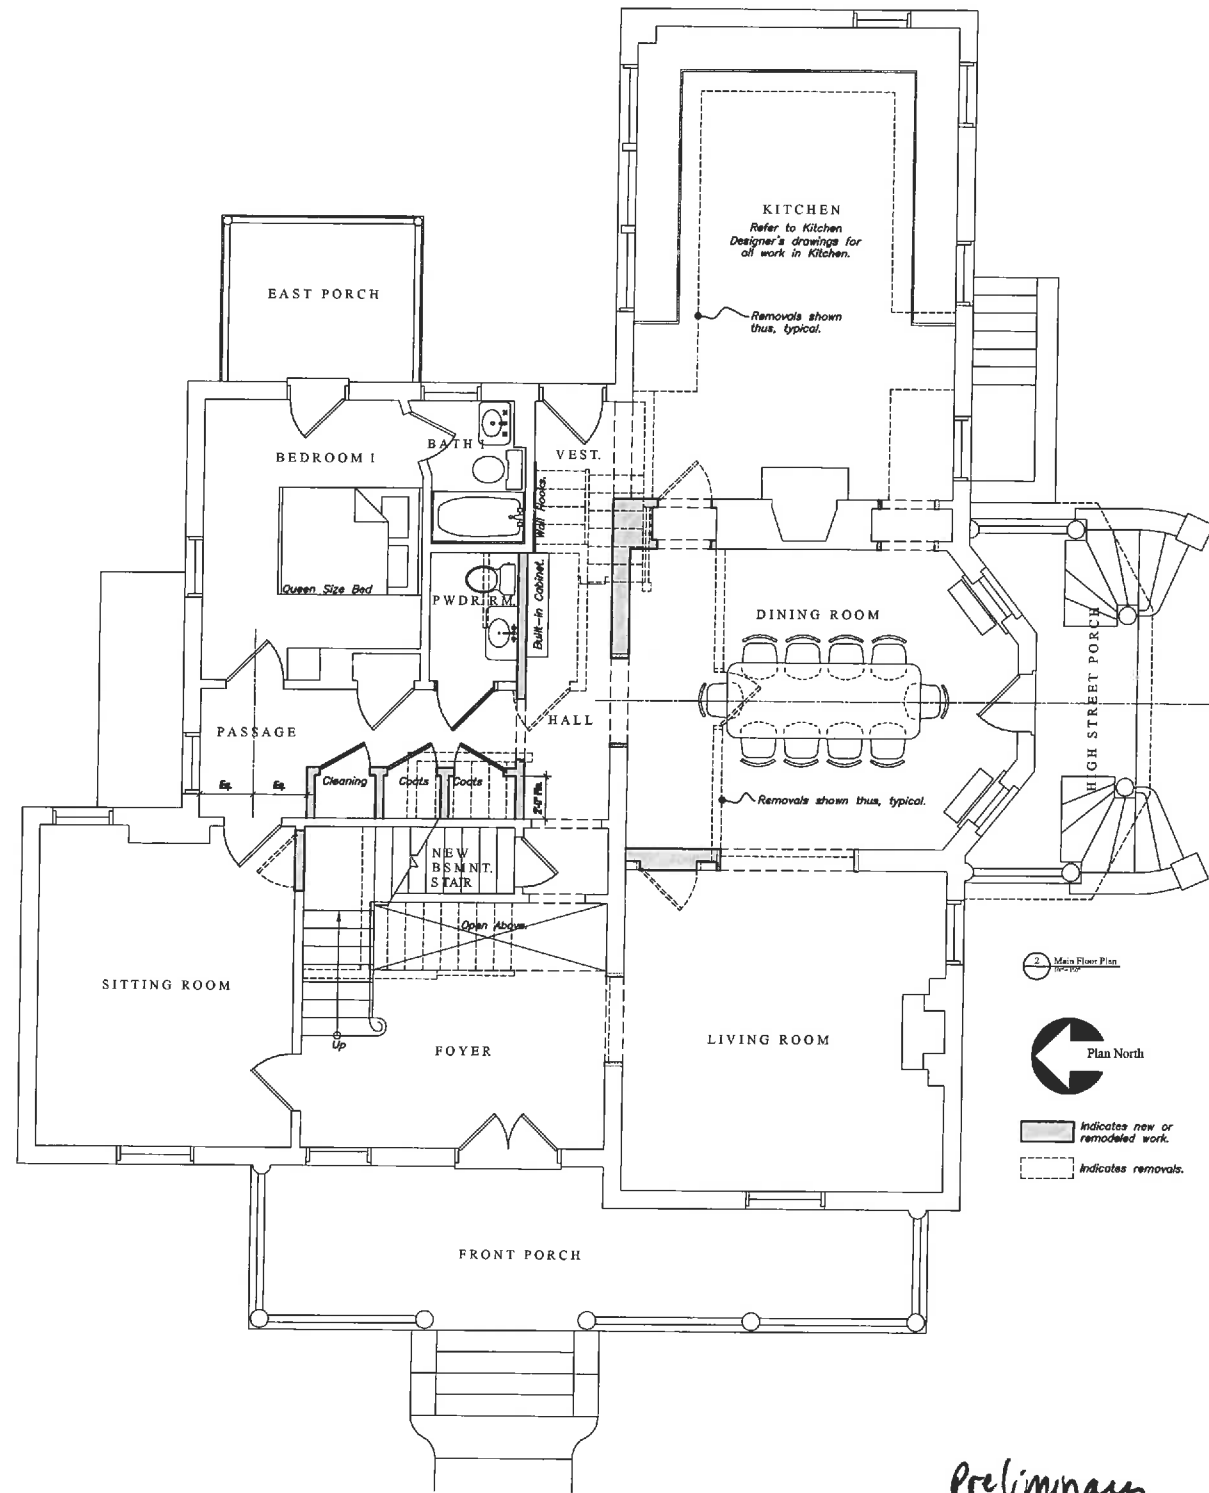 KITCHEN
Refer to Kitchen
Designer's drawings for
all work in Kitchen.
EAST PORCH
Removals shown
thus, typical.
BEDROOM 1
BATH 1
VEST.
Wall Hooks.
Queen Size Bed
PWDR. RM.
Built-in Cabinet.
DINING ROOM
HIGH STREET PORCH
PASSAGE
HALL
Eq.
Eq.
Cleaning
Coats
Coats
Removals shown thus, typical.
NEW
BSMNT.
STAIR
Open Above.
SITTING ROOM
Up
FOYER
LIVING ROOM
2
Main Floor Plan
Plan North
Indicates new or
remodeled work.
Indicates removals.
FRONT PORCH
Preliminary